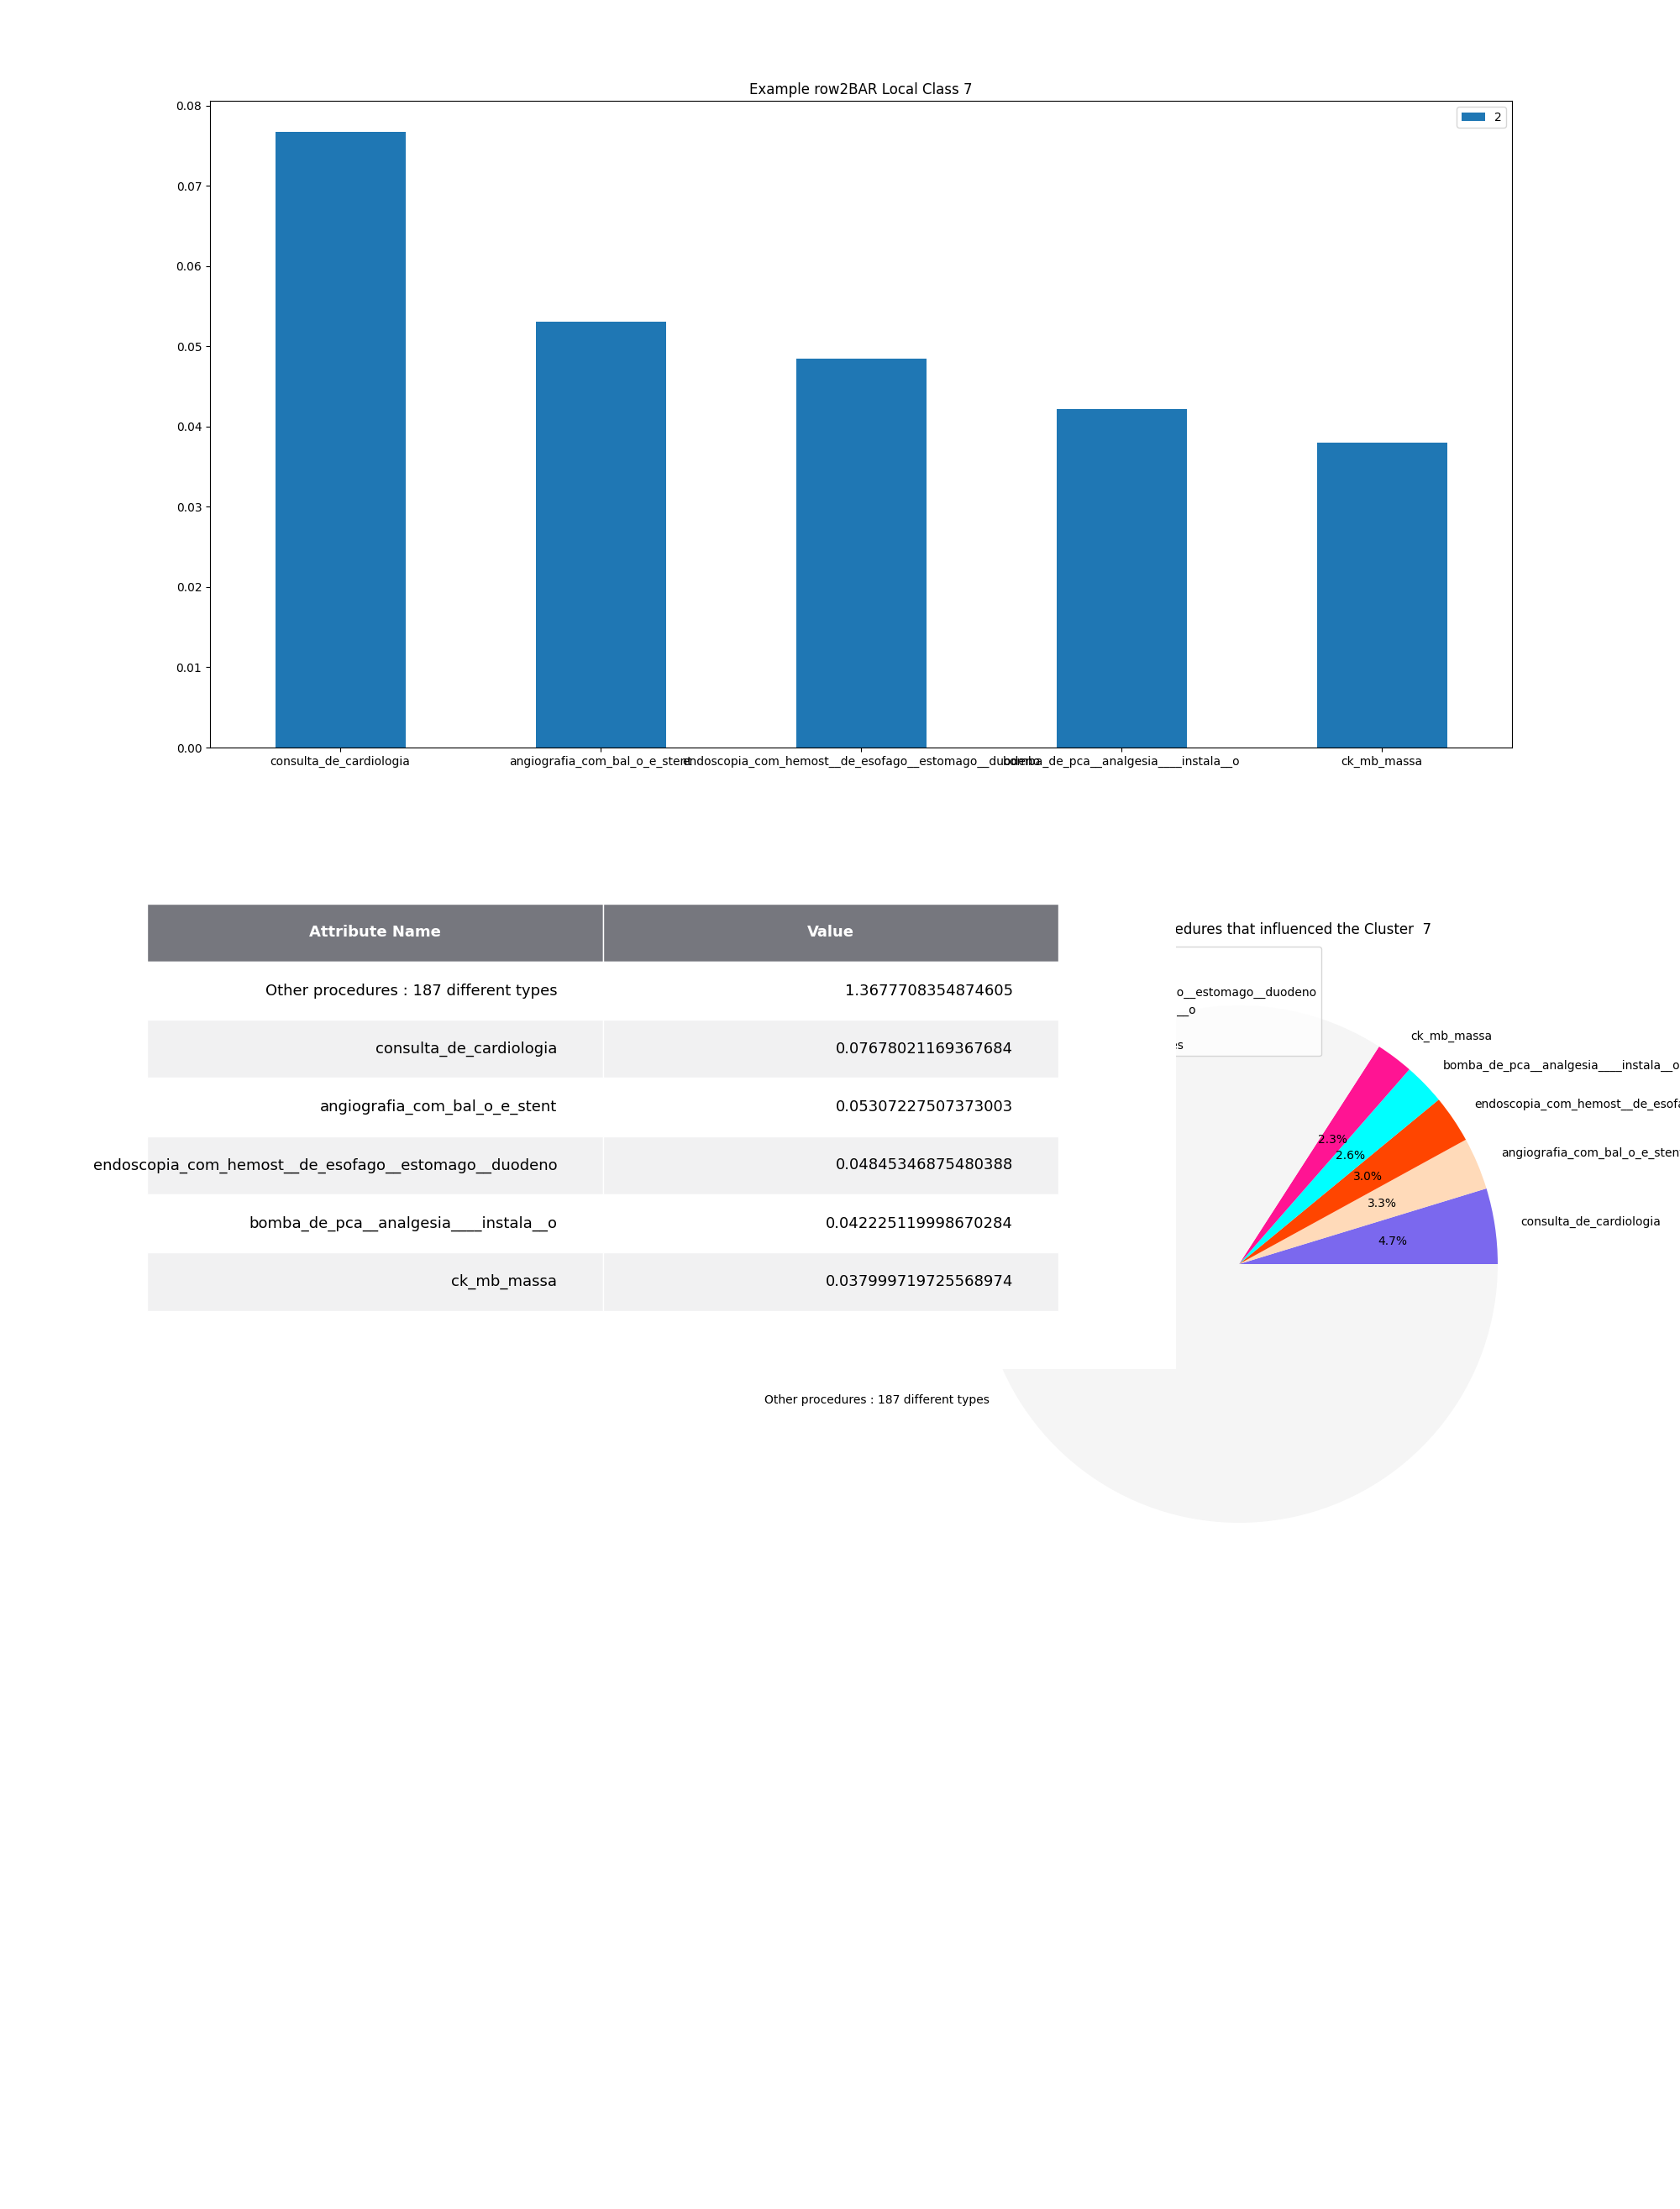 Example row2BAR Local Class 7
2
0.08
0.07
0.06
0.05
0.04
0.03
0.02
0.01
0.00
consulta_de_cardiologia
angiografia_com_bal_o_e_stent
endoscopia_com_hemost__de_esofago__estomago__duodeno
bomba_de_pca__analgesia____instala__o
ck_mb_massa
Attribute Name Value
Other procedures : 187 different types 1.3677708354874605
consulta_de_cardiologia 0.07678021169367684
angiografia_com_bal_o_e_stent 0.05307227507373003
endoscopia_com_hemost__de_esofago__estomago__duodeno 0.04845346875480388
bomba_de_pca__analgesia____instala__o 0.042225119998670284
ck_mb_massa 0.037999719725568974
edures that influenced the Cluster  7
o__estomago__duodeno
__o
es
ck_mb_massa
bomba_de_pca__analgesia____instala__o
endoscopia_com_hemost__de_esofa
angiografia_com_bal_o_e_stent
consulta_de_cardiologia
2.3%
2.6%
3.0%
3.3%
4.7%
Other procedures : 187 different types